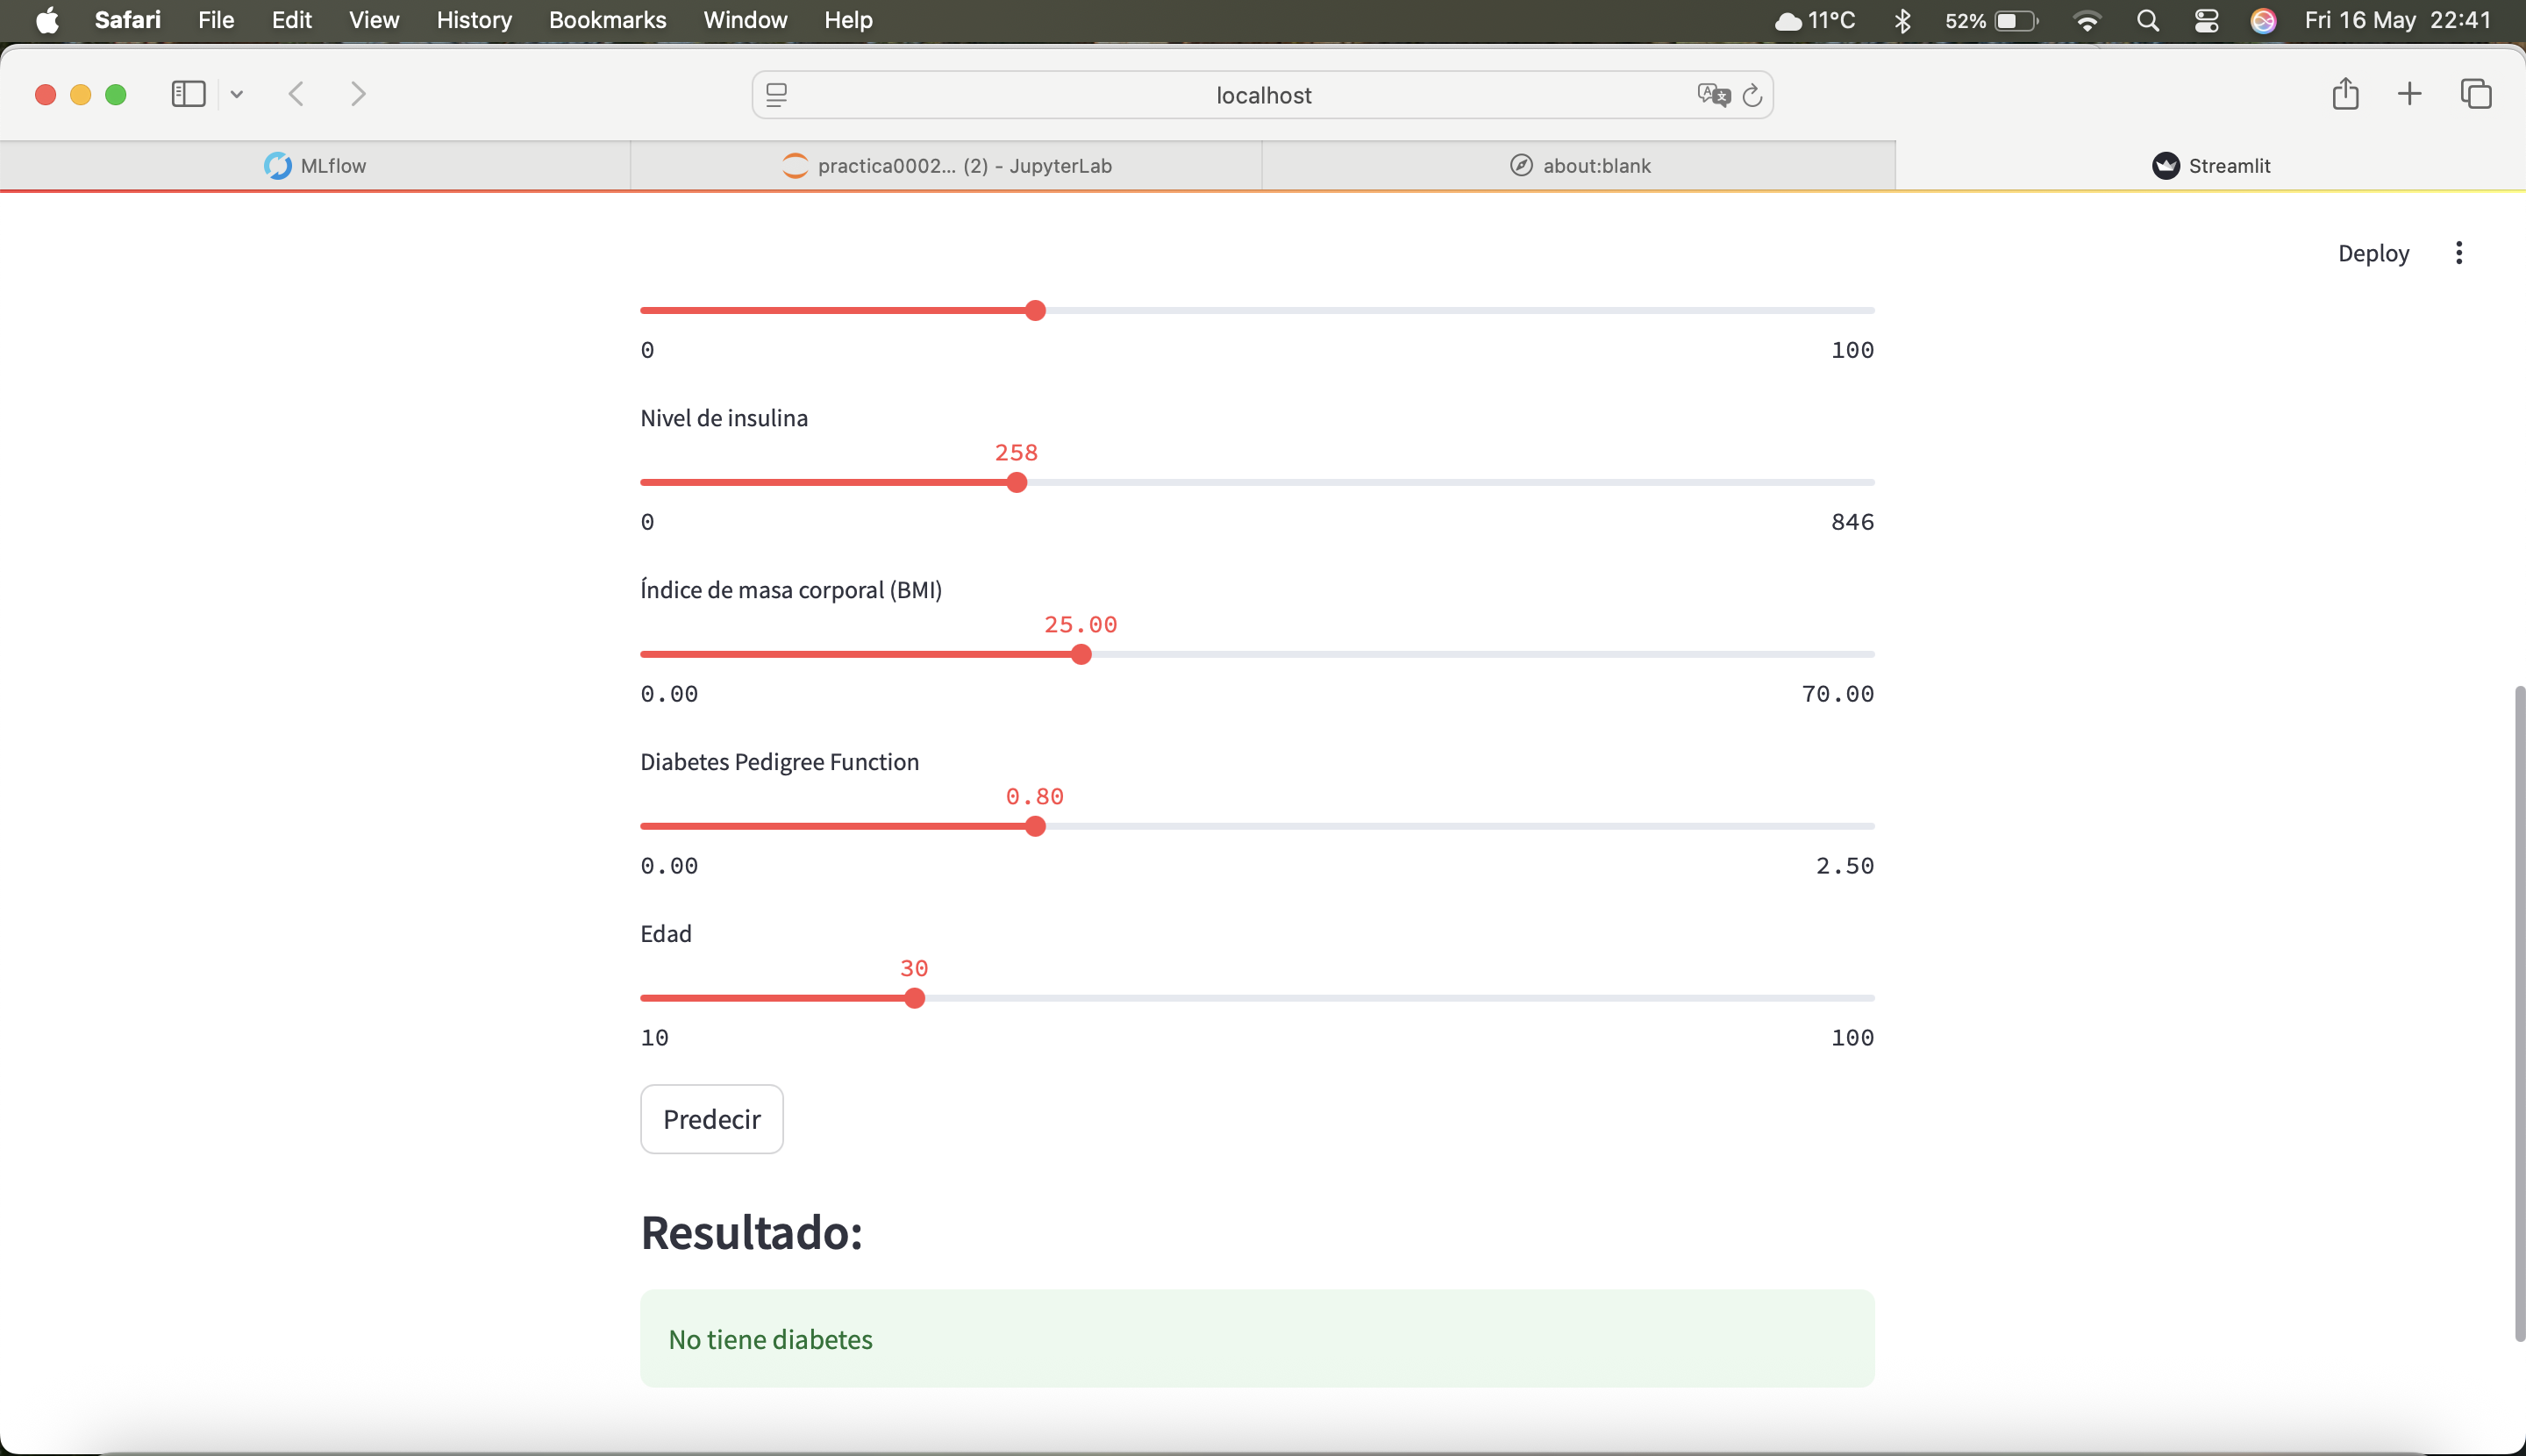 Safari File Edit View History Bookmarks Window Help 11°C 52% Fri 16 May 22:41
localhost
MLflow practica0002... (2) - JupyterLab about:blank Streamlit
Deploy
0 100
Nivel de insulina
258
0 846
Índice de masa corporal (BMI)
25.00
0.00 70.00
Diabetes Pedigree Function
0.80
0.00 2.50
Edad
30
10 100
Predecir
Resultado:
No tiene diabetes